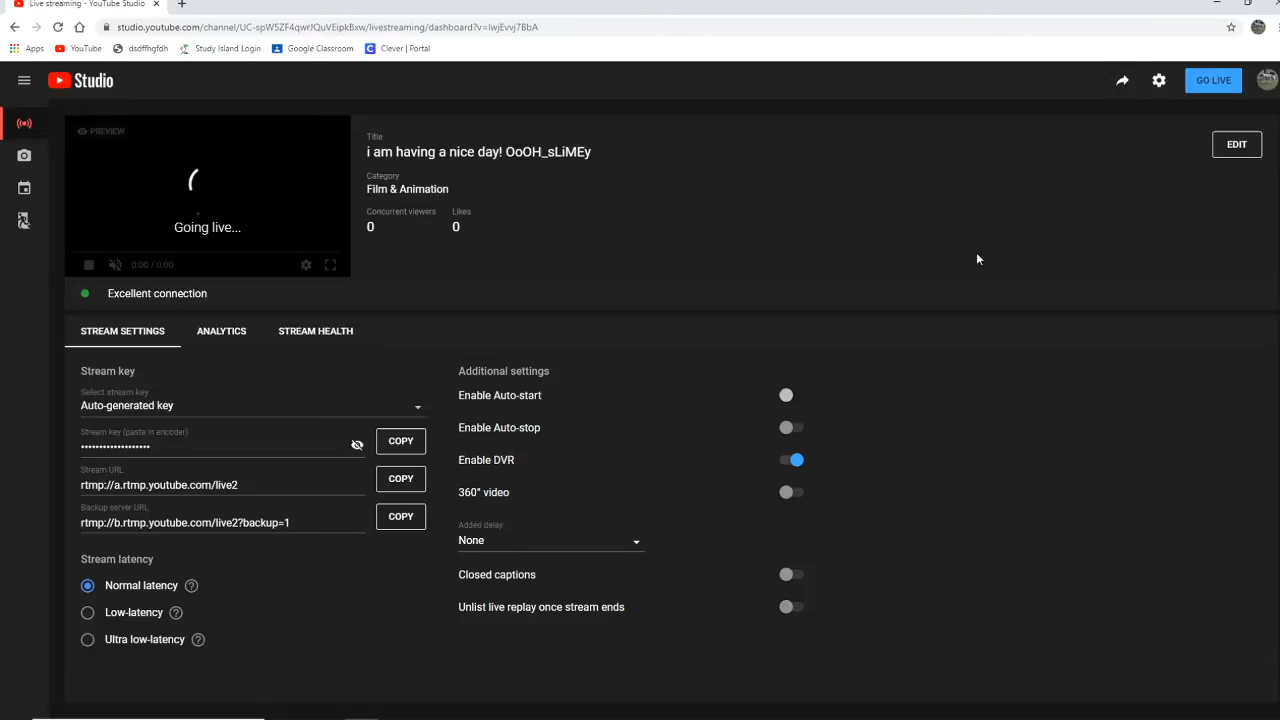 Live streaming - YouTube Studio
studio.youtube.com/channel/UC-spW5ZF4qwrJQuVEipkBxw/livestreaming/dashboard?v=IwjEvvj7BbA
Apps YouTube dsdffhgfdh Study Island Login Google Classroom Clever | Portal
Studio
GO LIVE
PREVIEW
Going live...
0:00 / 0:00
Title
i am having a nice day! OoOH_sLiMEy
EDIT
Category
Film & Animation
Concurrent viewers Likes
0 0
Excellent connection
STREAM SETTINGS ANALYTICS STREAM HEALTH
Stream key
Select stream key
Auto-generated key
Stream key (paste in encoder)
••••••••••••••••••• COPY
Stream URL
rtmp://a.rtmp.youtube.com/live2 COPY
Backup server URL
rtmp://b.rtmp.youtube.com/live2?backup=1 COPY
Stream latency
Normal latency
Low-latency
Ultra low-latency
Additional settings
Enable Auto-start
Enable Auto-stop
Enable DVR
360° video
Added delay
None
Closed captions
Unlist live replay once stream ends